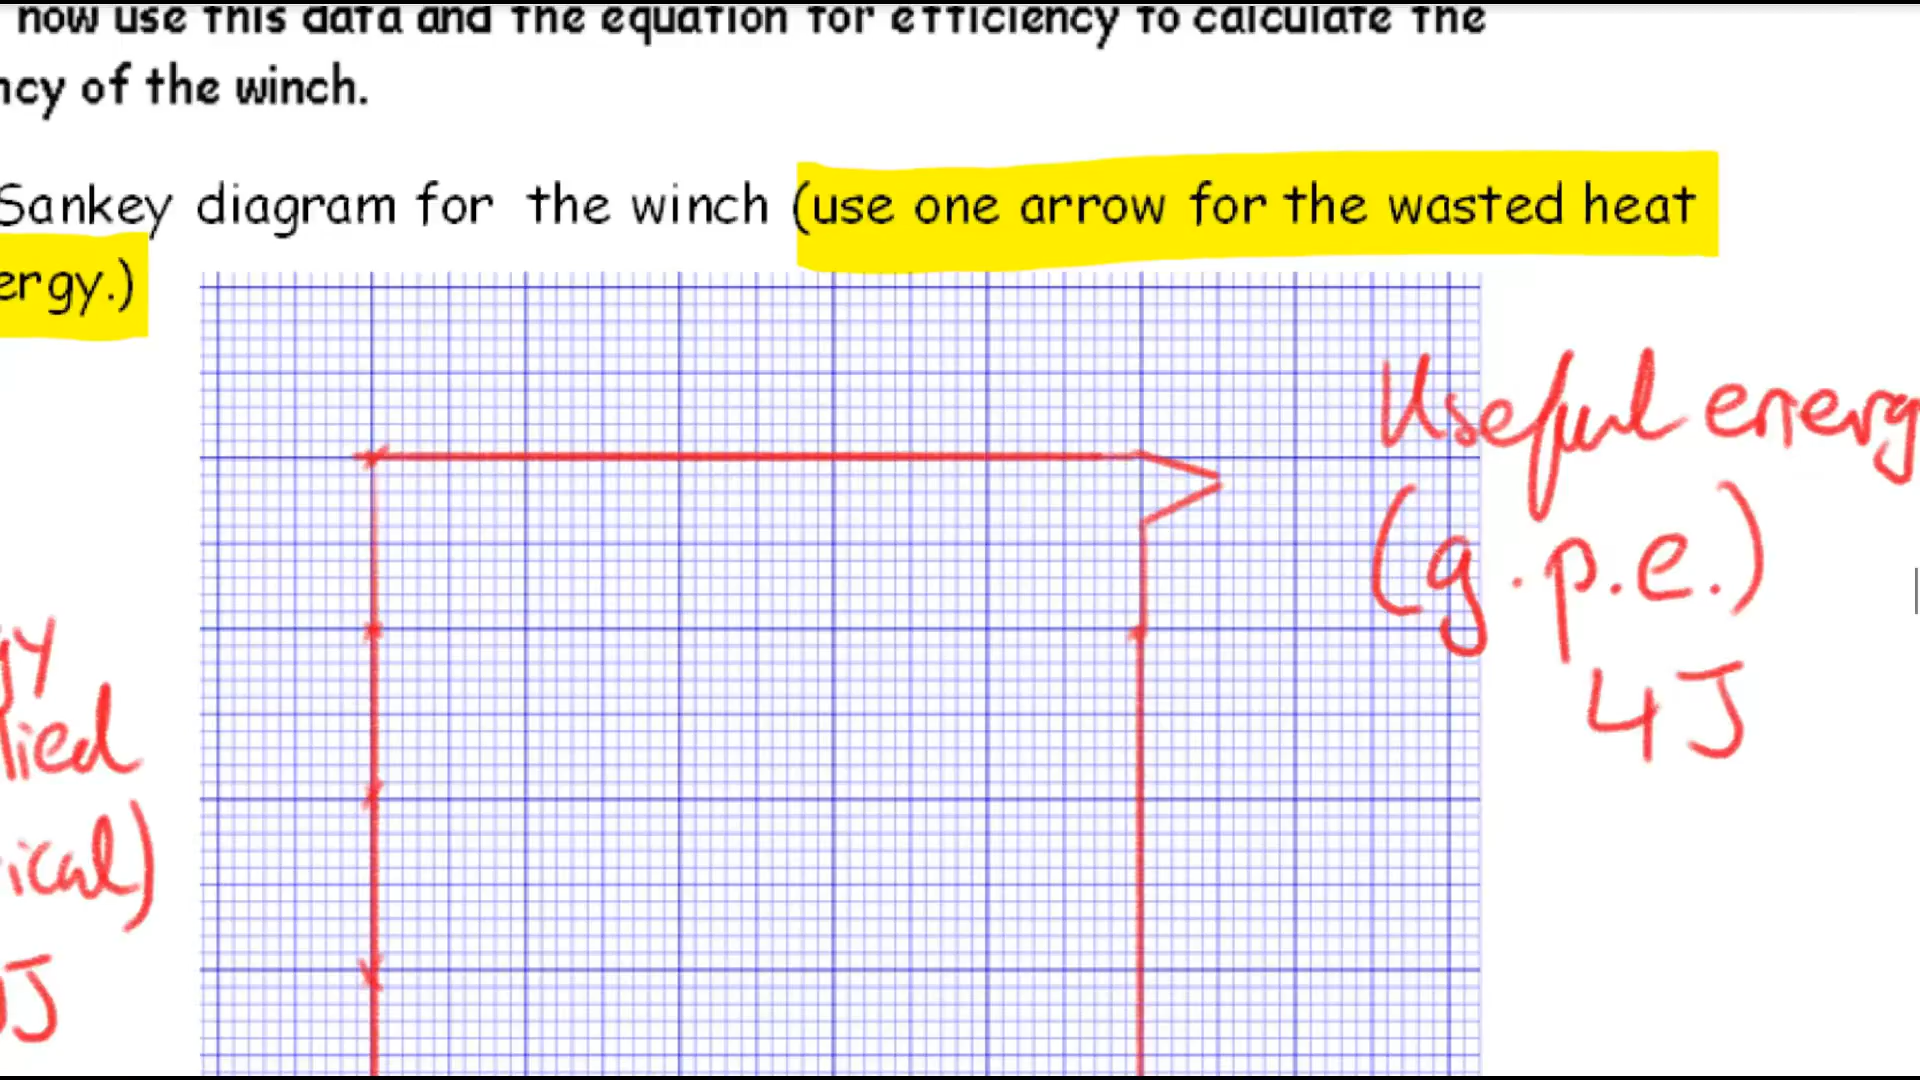 now use this data and the equation for efficiency to calculate the
ncy of the winch.
Sankey diagram for the winch (use one arrow for the wasted heat
ergy.)
Useful energ
(g.p.e.)
4J
gy
lied
ical)
J